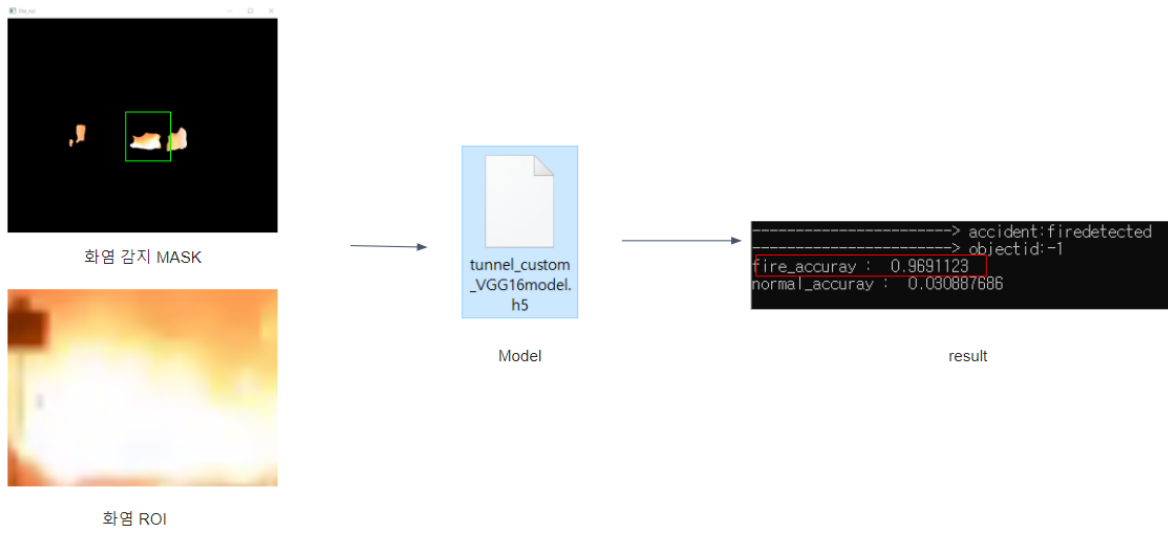 화염 감지 MASK
화염 ROI
tunnel_custom
_VGG16model.
h5
Model
-----------------------> accident:firedetected
-----------------------> objectid:-1
fire_accuray :  0.9691123
normal_accuray :  0.030887686
result